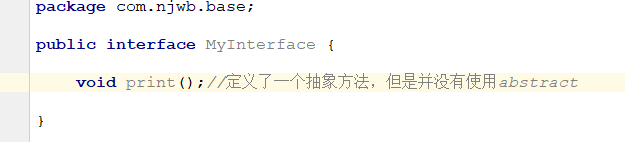 package com.njwb.base;
public interface MyInterface {
void print();//定义了一个抽象方法，但是并没有使用abstract
}